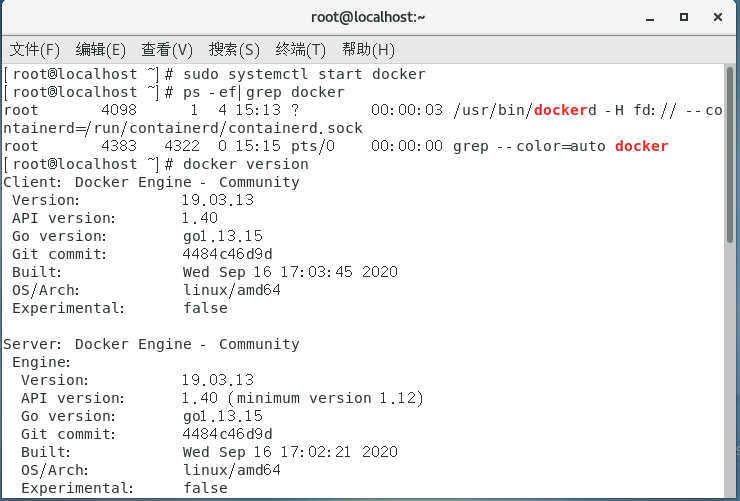 root@localhost:~
文件(F) 编辑(E) 查看(V) 搜索(S) 终端(T) 帮助(H)
[root@localhost ~]# sudo systemctl start docker
[root@localhost ~]# ps -ef|grep docker
root       4098      1  4 15:13 ?        00:00:03 /usr/bin/dockerd -H fd:// --co
ntainerd=/run/containerd/containerd.sock
root       4383   4322  0 15:15 pts/0    00:00:00 grep --color=auto docker
[root@localhost ~]# docker version
Client: Docker Engine - Community
 Version:           19.03.13
 API version:       1.40
 Go version:        go1.13.15
 Git commit:        4484c46d9d
 Built:             Wed Sep 16 17:03:45 2020
 OS/Arch:           linux/amd64
 Experimental:      false

Server: Docker Engine - Community
 Engine:
  Version:          19.03.13
  API version:      1.40 (minimum version 1.12)
  Go version:       go1.13.15
  Git commit:       4484c46d9d
  Built:            Wed Sep 16 17:02:21 2020
  OS/Arch:          linux/amd64
  Experimental:     false